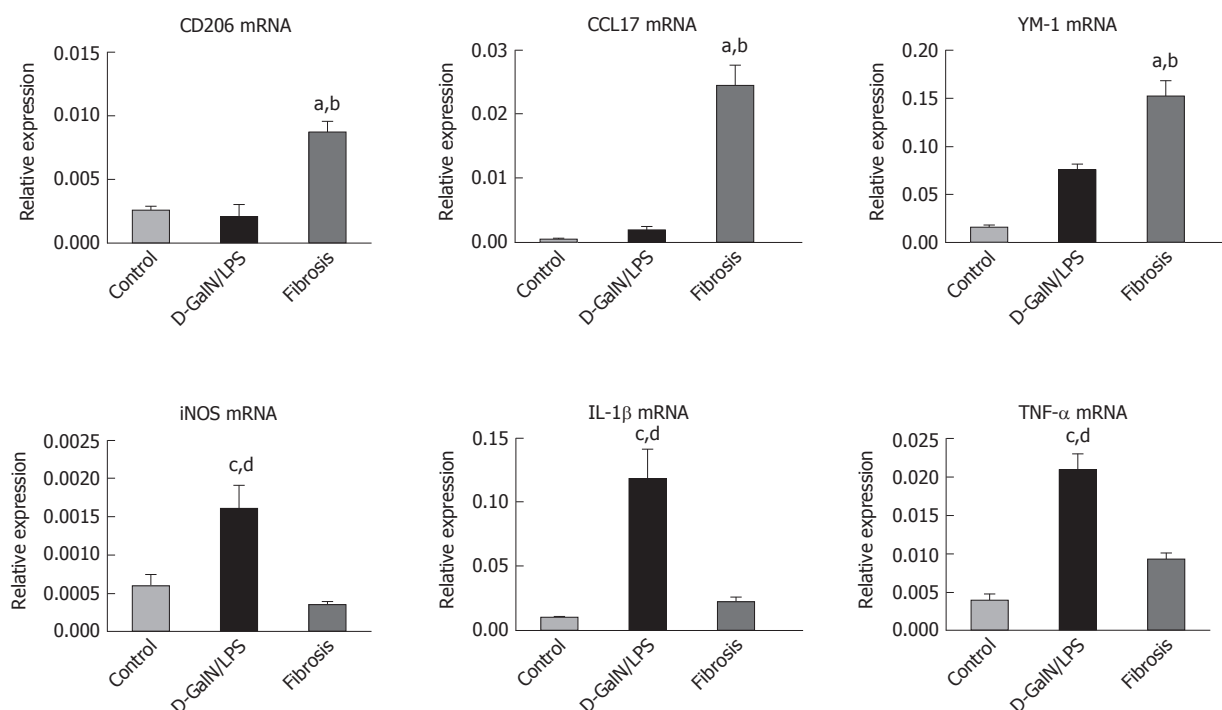 CD206 mRNA
Relative expression
0.015
0.010
0.005
0.000
a,b
Control
D-GalN/LPS
Fibrosis
CCL17 mRNA
Relative expression
0.03
0.02
0.01
0.00
a,b
Control
D-GalN/LPS
Fibrosis
YM-1 mRNA
Relative expression
0.20
0.15
0.10
0.05
0.00
a,b
Control
D-GalN/LPS
Fibrosis
iNOS mRNA
Relative expression
0.0025
0.0020
0.0015
0.0010
0.0005
0.000
c,d
Control
D-GalN/LPS
Fibrosis
IL-1β mRNA
Relative expression
0.15
0.10
0.05
0.00
c,d
Control
D-GalN/LPS
Fibrosis
TNF-α mRNA
Relative expression
0.025
0.020
0.015
0.010
0.005
0.000
c,d
Control
D-GalN/LPS
Fibrosis